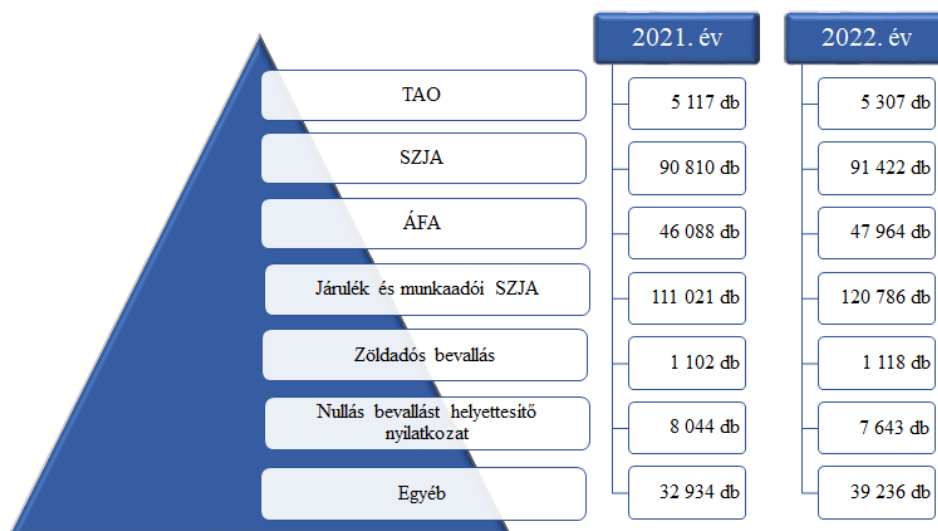 2021. év 2022. év
TAO 5 117 db 5 307 db
SZJA 90 810 db 91 422 db
ÁFA 46 088 db 47 964 db
Járulék és munkaadói SZJA 111 021 db 120 786 db
Zöldadós bevallás 1 102 db 1 118 db
Nullás bevallást helyettesítő
nyilatkozat 8 044 db 7 643 db
Egyéb 32 934 db 39 236 db